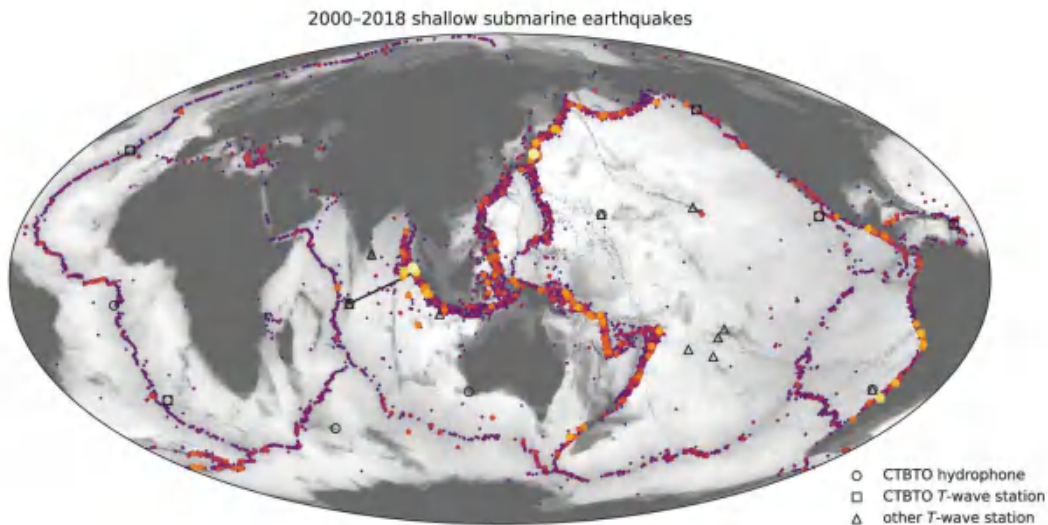 2000–2018 shallow submarine earthquakes
CTBTO hydrophone
CTBTO T-wave station
other T-wave station